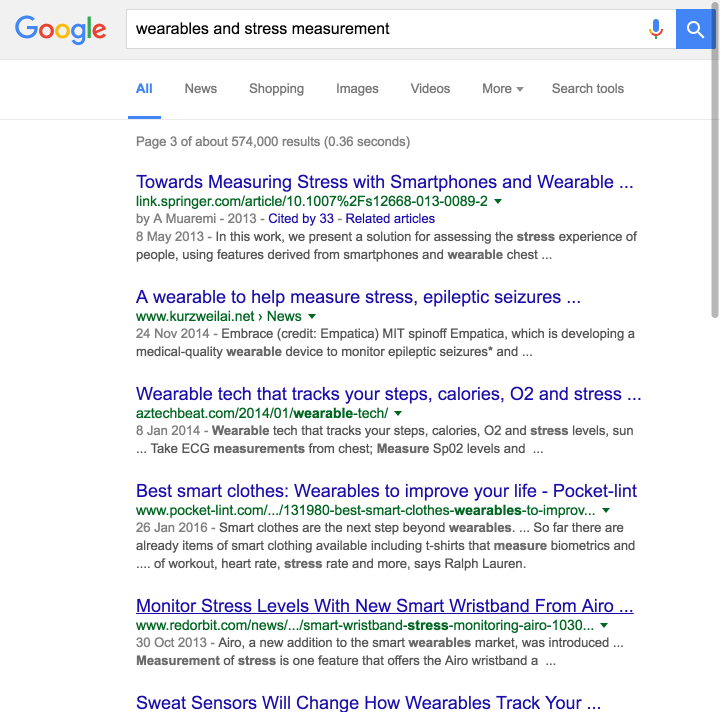 Google
wearables and stress measurement
All News Shopping Images Videos More Search tools
Page 3 of about 574,000 results (0.36 seconds)
Towards Measuring Stress with Smartphones and Wearable ...
link.springer.com/article/10.1007%2Fs12668-013-0089-2
by A Muaremi - 2013 - Cited by 33 - Related articles
8 May 2013 - In this work, we present a solution for assessing the stress experience of
people, using features derived from smartphones and wearable chest ...
A wearable to help measure stress, epileptic seizures ...
www.kurzweilai.net › News
24 Nov 2014 - Embrace (credit: Empatica) MIT spinoff Empatica, which is developing a
medical-quality wearable device to monitor epileptic seizures* and ...
Wearable tech that tracks your steps, calories, O2 and stress ...
aztechbeat.com/2014/01/wearable-tech/
8 Jan 2014 - Wearable tech that tracks your steps, calories, O2 and stress levels, sun
... Take ECG measurements from chest; Measure Sp02 levels and ...
Best smart clothes: Wearables to improve your life - Pocket-lint
www.pocket-lint.com/.../131980-best-smart-clothes-wearables-to-improv...
26 Jan 2016 - Smart clothes are the next step beyond wearables. ... So far there are
already items of smart clothing available including t-shirts that measure biometrics and
.... of workout, heart rate, stress rate and more, says Ralph Lauren.
Monitor Stress Levels With New Smart Wristband From Airo ...
www.redorbit.com/news/.../smart-wristband-stress-monitoring-airo-1030...
30 Oct 2013 - Airo, a new addition to the smart wearables market, was introduced ...
Measurement of stress is one feature that offers the Airo wristband a ...
Sweat Sensors Will Change How Wearables Track Your ...